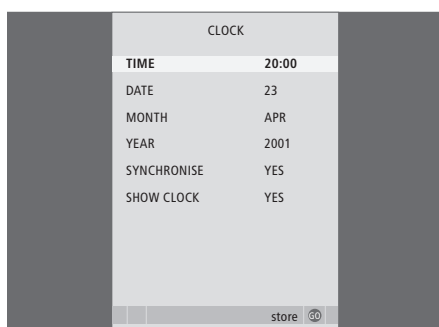 CLOCK
TIME 20:00
DATE 23
MONTH APR
YEAR 2001
SYNCHRONISE YES
SHOW CLOCK YES
store GO